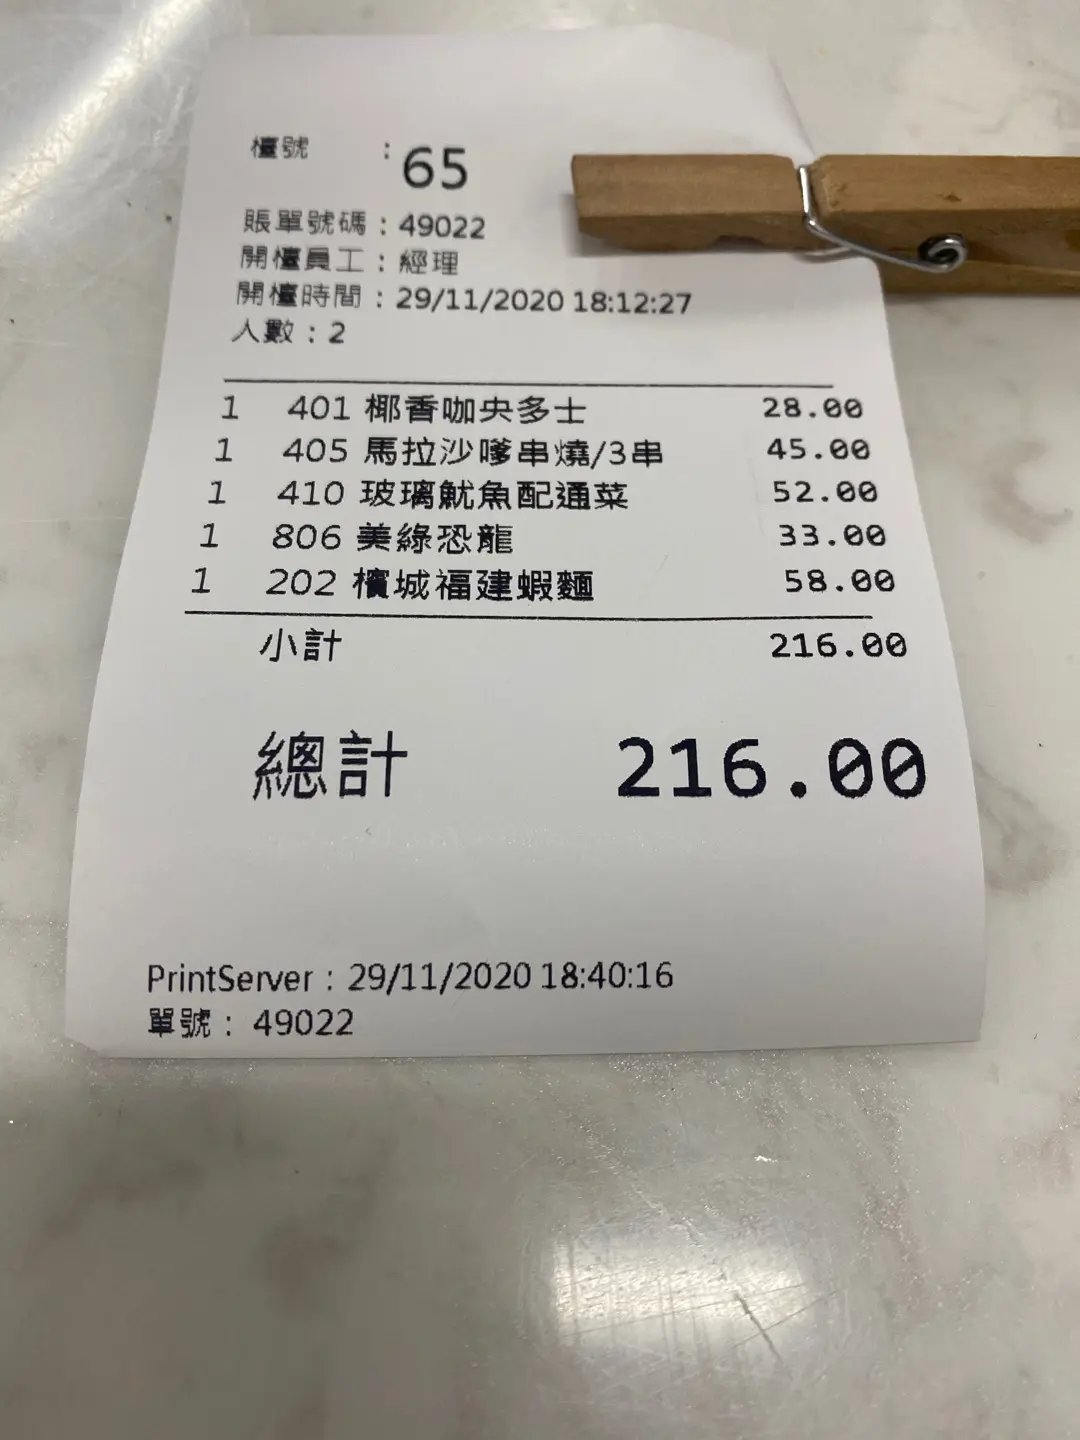 檯號 : 65
賬單號碼 : 49022
開檯員工 : 經理
開檯時間 : 29/11/2020 18:12:27
人數 : 2
1 401 椰香咖央多士 28.00
1 405 馬拉沙嗲串燒/3串 45.00
1 410 玻璃魷魚配通菜 52.00
1 806 美綠恐龍 33.00
1 202 檳城福建蝦麵 58.00
小計 216.00
總計 216.00
PrintServer : 29/11/2020 18:40:16
單號 : 49022